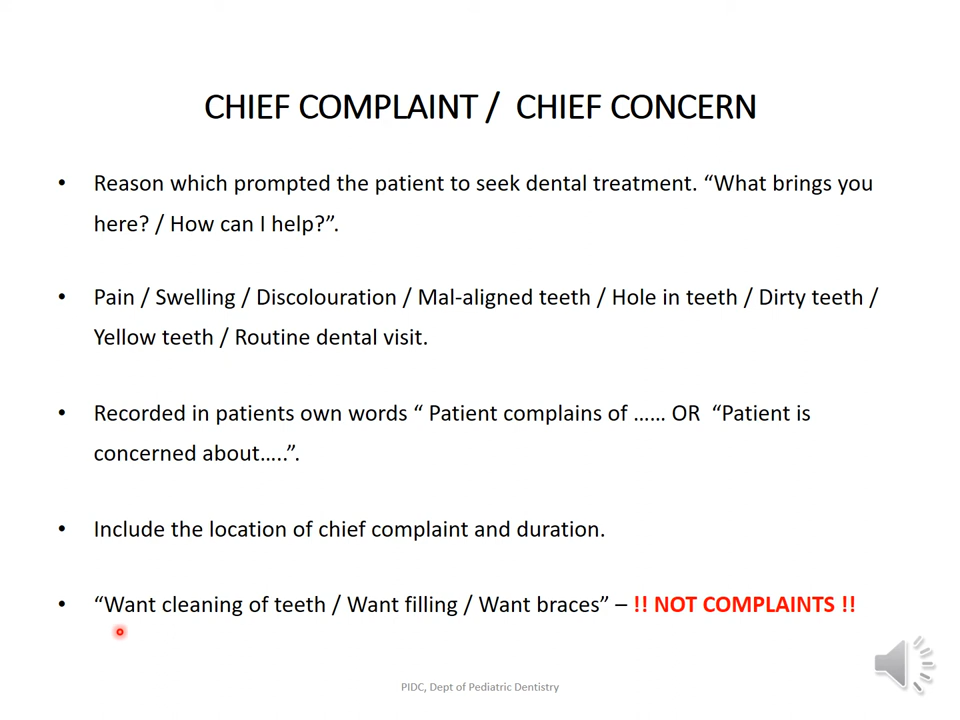 CHIEF COMPLAINT /  CHIEF CONCERN
• Reason which prompted the patient to seek dental treatment. “What brings you
here? / How can I help?”.
• Pain / Swelling / Discolouration / Mal-aligned teeth / Hole in teeth / Dirty teeth /
Yellow teeth / Routine dental visit.
• Recorded in patients own words “ Patient complains of …… OR  “Patient is
concerned about…..”.
• Include the location of chief complaint and duration.
• “Want cleaning of teeth / Want filling / Want braces” – !! NOT COMPLAINTS !!
PIDC, Dept of Pediatric Dentistry